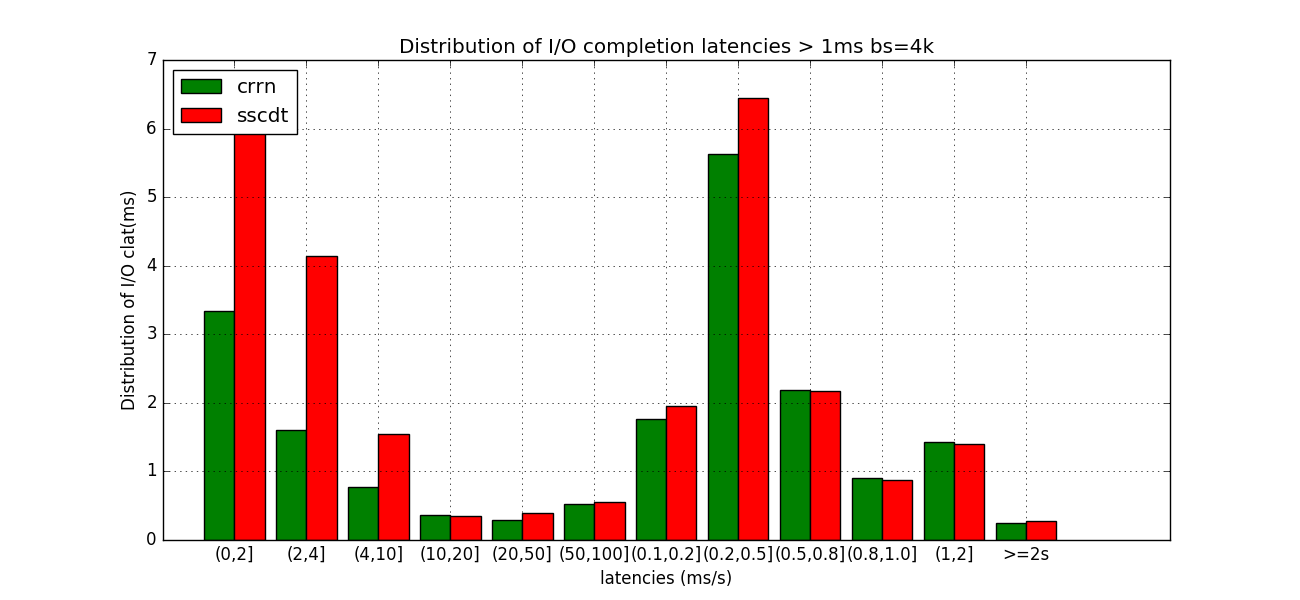 Distribution of I/O completion latencies > 1ms bs=4k
crrn
sscdt
Distribution of I/O clat(ms)
7
6
5
4
3
2
1
0
(0,2] (2,4] (4,10] (10,20] (20,50] (50,100] (0.1,0.2] (0.2,0.5] (0.5,0.8] (0.8,1.0] (1,2] >=2s
latencies (ms/s)